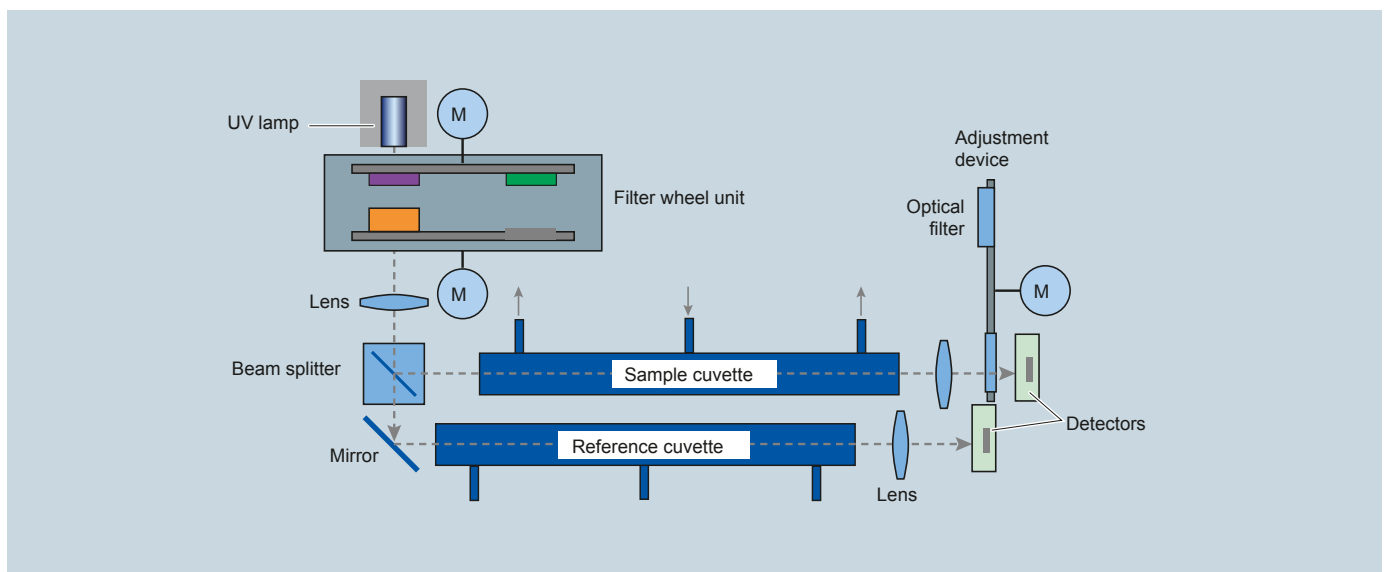 M
UV lamp
Adjustment
device
Filter wheel unit
Optical
filter
M
M
Lens
Beam splitter
Sample cuvette
Detectors
Mirror
Reference cuvette
Lens